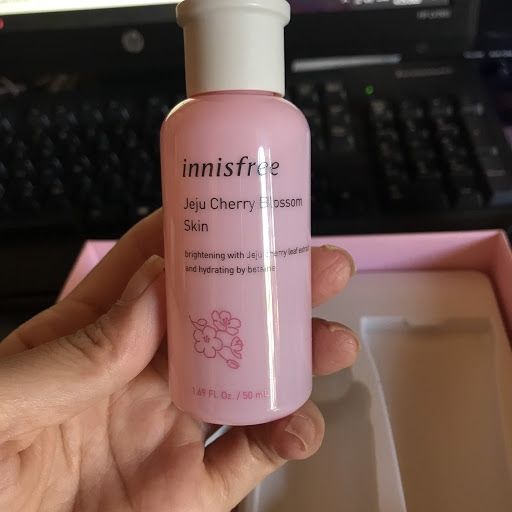 innisfree
Jeju Cherry Blossom
Skin
brightening with Jeju cherry leaf extract
and hydrating by betaine
1.69 FL. Oz. / 50 mL